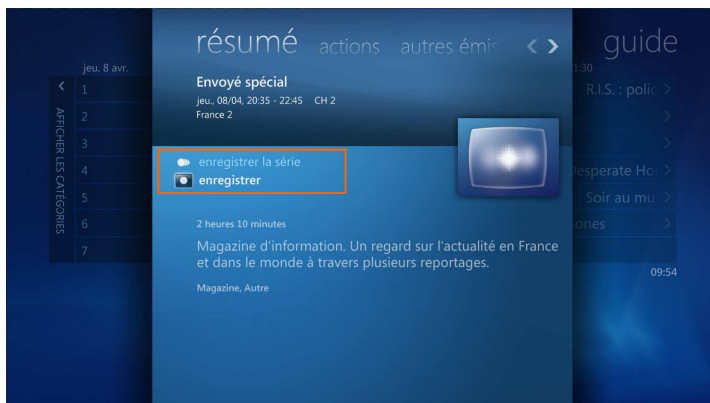 résumé actions autres émis guide
jeu. 8 avr.
1:30
Envoyé spécial
jeu., 08/04, 20:35 - 22:45 CH 2
France 2
AFFICHER LES CATÉGORIES
1 R.I.S. : polic
2
3
enregistrer la série
4 Desperate Hou
enregistrer
5 Soir au mu
6 ones
2 heures 10 minutes
7
Magazine d'information. Un regard sur l'actualité en France
et dans le monde à travers plusieurs reportages.
09:54
Magazine, Autre